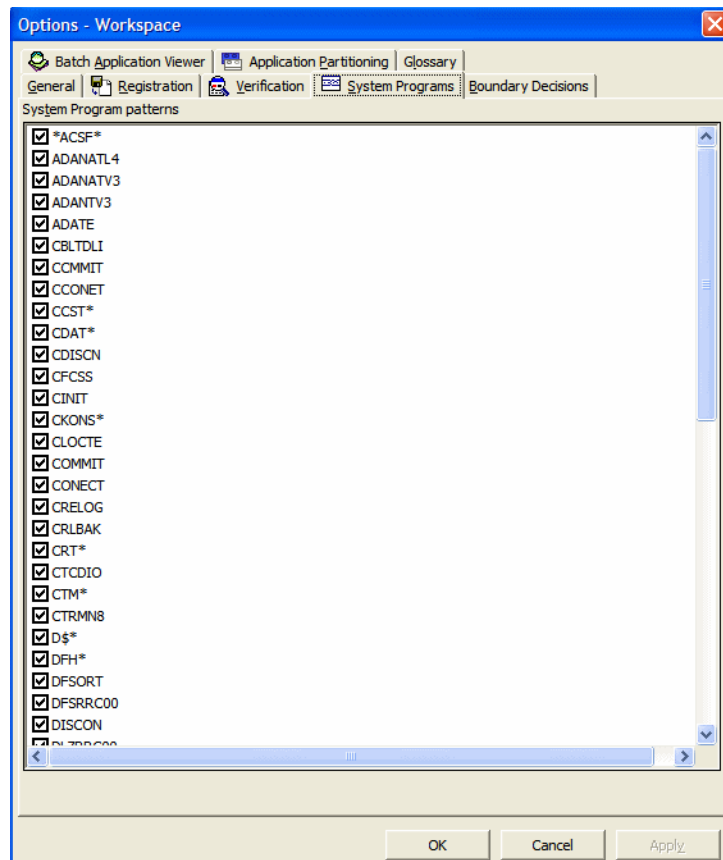 Options - Workspace
Batch Application Viewer Application Partitioning Glossary
General Registration Verification System Programs Boundary Decisions
System Program patterns
*ACSF*
ADANATL4
ADANATV3
ADANTV3
ADATE
CBLTDLI
CCMMIT
CCONET
CCST*
CDAT*
CDISCN
CFCSS
CINIT
CKONS*
CLOCTE
COMMIT
CONECT
CRELOG
CRLBAK
CRT*
CTCDIO
CTM*
CTRMN8
D$*
DFH*
DFSORT
DFSRRC00
DISCON
OK Cancel Apply